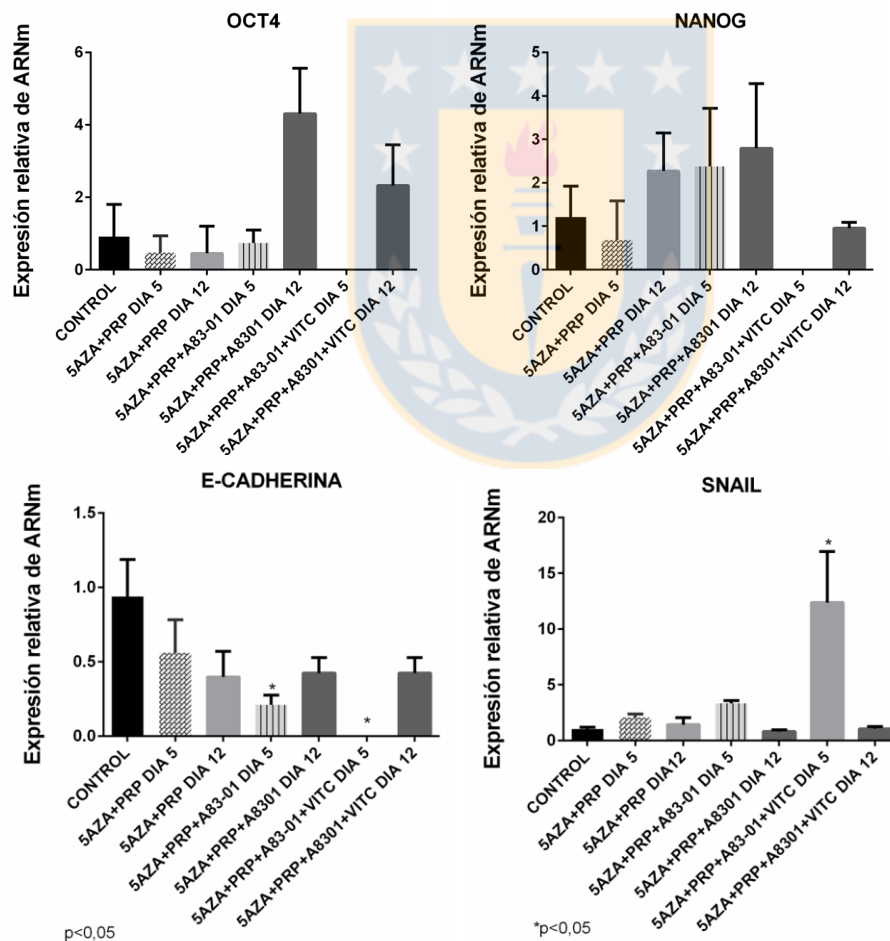 OCT4
Expresión relativa de ARNm
6
4
2
0
CONTROL
5AZA+PRP DIA 5
5AZA+PRP DIA 12
5AZA+PRP+A83-01 DIA 5
5AZA+PRP+A8301 DIA 12
5AZA+PRP+A83-01+VITC DIA 5
5AZA+PRP+A8301+VITC DIA 12
NANOG
Expresión relativa de ARNm
5
4
3
2
1
0
CONTROL
5AZA+PRP DIA 5
5AZA+PRP DIA 12
5AZA+PRP+A83-01 DIA 5
5AZA+PRP+A8301 DIA 12
5AZA+PRP+A83-01+VITC DIA 5
5AZA+PRP+A8301+VITC DIA 12
E-CADHERINA
Expresión relativa de ARNm
1.5
1.0
0.5
0.0
*
*
CONTROL
5AZA+PRP DIA 5
5AZA+PRP DIA12
5AZA+PRP+A83-01 DIA 5
5AZA+PRP+A8301 DIA 12
5AZA+PRP+A83-01+VITC DIA 5
5AZA+PRP+A8301+VITC DIA 12
p<0,05
SNAIL
Expresión relativa de ARNm
20
15
10
5
0
*
CONTROL
5AZA+PRP DIA 5
5AZA+PRP DIA12
5AZA+PRP+A83-01 DIA 5
5AZA+PRP+A8301 DIA 12
5AZA+PRP+A83-01+VITC DIA 5
5AZA+PRP+A8301+VITC DIA 12
*p<0,05